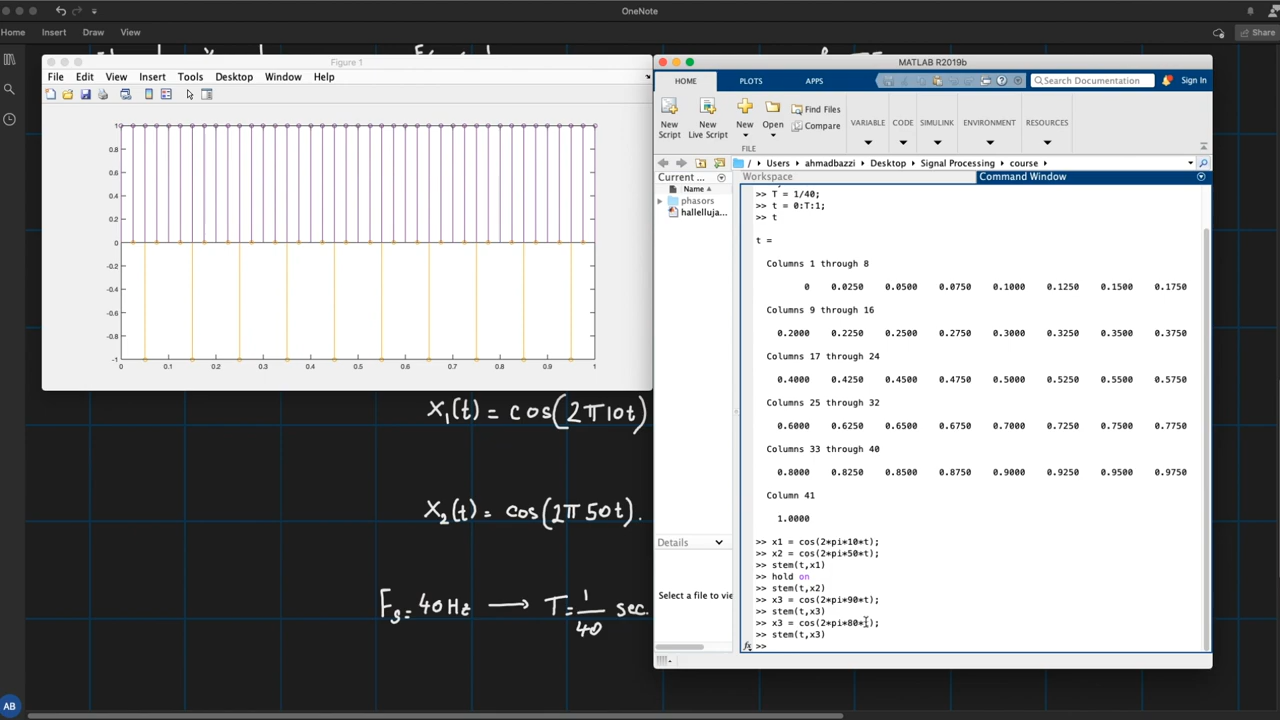 OneNote
Home Insert Draw View
Share
Figure 1
File Edit View Insert Tools Desktop Window Help
1
0.8
0.6
0.4
0.2
0
-0.2
-0.4
-0.6
-0.8
-1
0 0.1 0.2 0.3 0.4 0.5 0.6 0.7 0.8 0.9 1
X₁(t) = cos(2π10t)
X₂(t) = cos(2π50t).
Fs = 40Hz → T = 1/40 sec.
AB
MATLAB R2019b
HOME PLOTS APPS
Search Documentation
Sign In
New Script
New Live Script
New
Open
Find Files
Compare
FILE
VARIABLE CODE SIMULINK ENVIRONMENT RESOURCES
/ Users ahmadbazzi Desktop Signal Processing course
Current ...
Name
phasors
hallelluja...
Details
Select a file to vie
Workspace
Command Window
>> T = 1/40;
>> t = 0:T:1;
>> t
t =
Columns 1 through 8
0 0.0250 0.0500 0.0750 0.1000 0.1250 0.1500 0.1750
Columns 9 through 16
0.2000 0.2250 0.2500 0.2750 0.3000 0.3250 0.3500 0.3750
Columns 17 through 24
0.4000 0.4250 0.4500 0.4750 0.5000 0.5250 0.5500 0.5750
Columns 25 through 32
0.6000 0.6250 0.6500 0.6750 0.7000 0.7250 0.7500 0.7750
Columns 33 through 40
0.8000 0.8250 0.8500 0.8750 0.9000 0.9250 0.9500 0.9750
Column 41
1.0000
>> x1 = cos(2*pi*10*t);
>> x2 = cos(2*pi*50*t);
>> stem(t,x1)
>> hold on
>> stem(t,x2)
>> x3 = cos(2*pi*90*t);
>> stem(t,x3)
>> x3 = cos(2*pi*80*t);
>> stem(t,x3)
fx >>